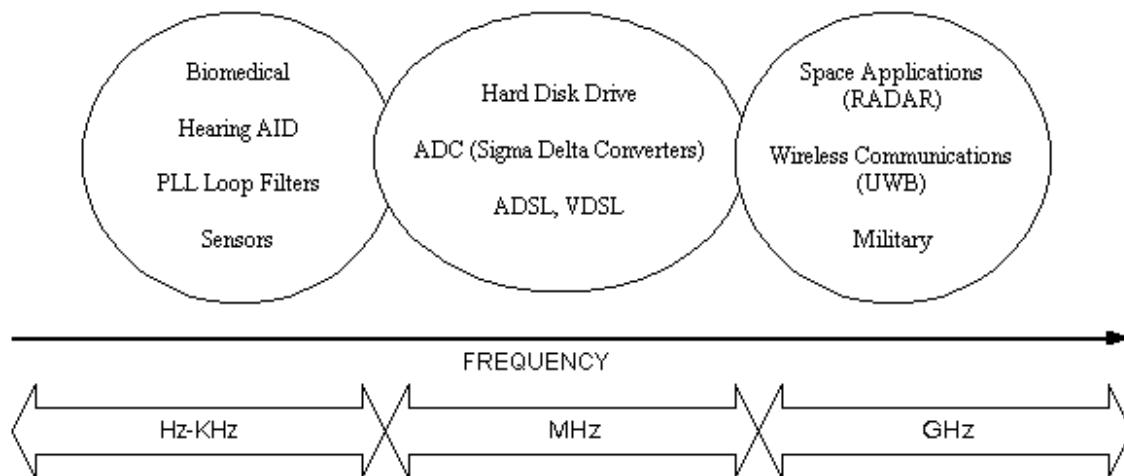 Biomedical
Hearing AID
PLL Loop Filters
Sensors
Hard Disk Drive
ADC (Sigma Delta Converters)
ADSL, VDSL
Space Applications
(RADAR)
Wireless Communications
(UWB)
Military
FREQUENCY
Hz-KHz
MHz
GHz